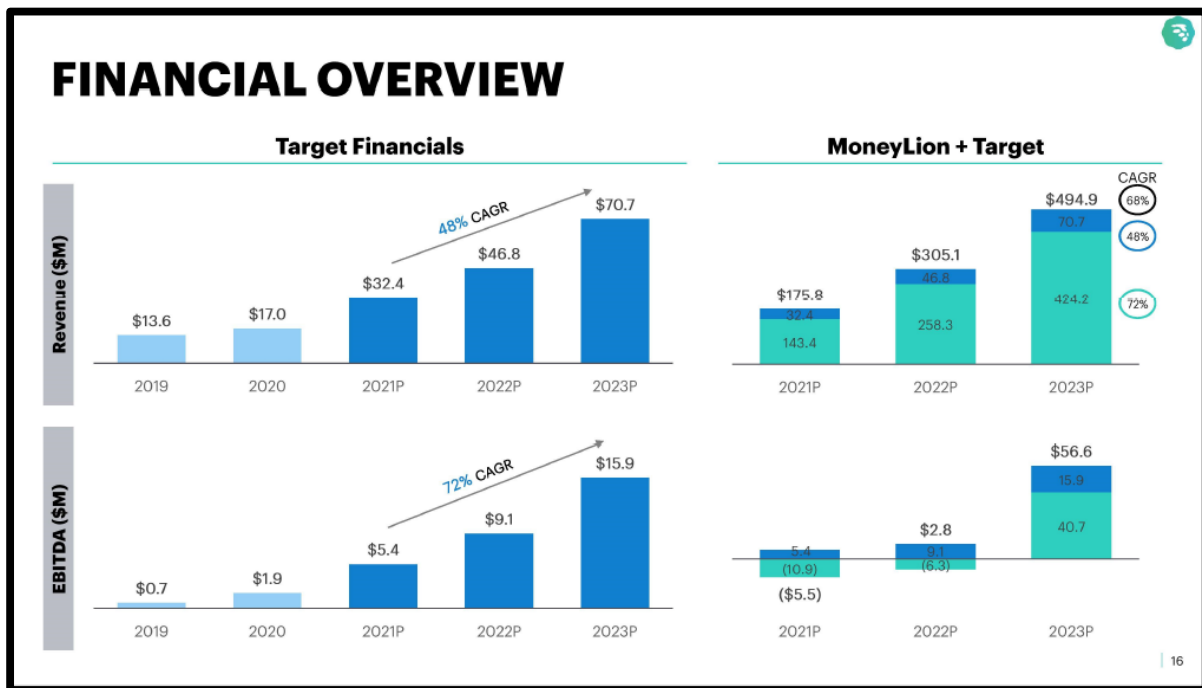 FINANCIAL OVERVIEW
Target Financials
Revenue ($M)
48% CAGR
$13.6
$17.0
$32.4
$46.8
$70.7
2019
2020
2021P
2022P
2023P
MoneyLion + Target
CAGR
68%
48%
72%
$175.8
32.4
143.4
$305.1
46.8
258.3
$494.9
70.7
424.2
2021P
2022P
2023P
EBITDA ($M)
72% CAGR
$0.7
$1.9
$5.4
$9.1
$15.9
2019
2020
2021P
2022P
2023P
5.4
(10.9)
($5.5)
$2.8
9.1
(6.3)
$56.6
15.9
40.7
2021P
2022P
2023P
16